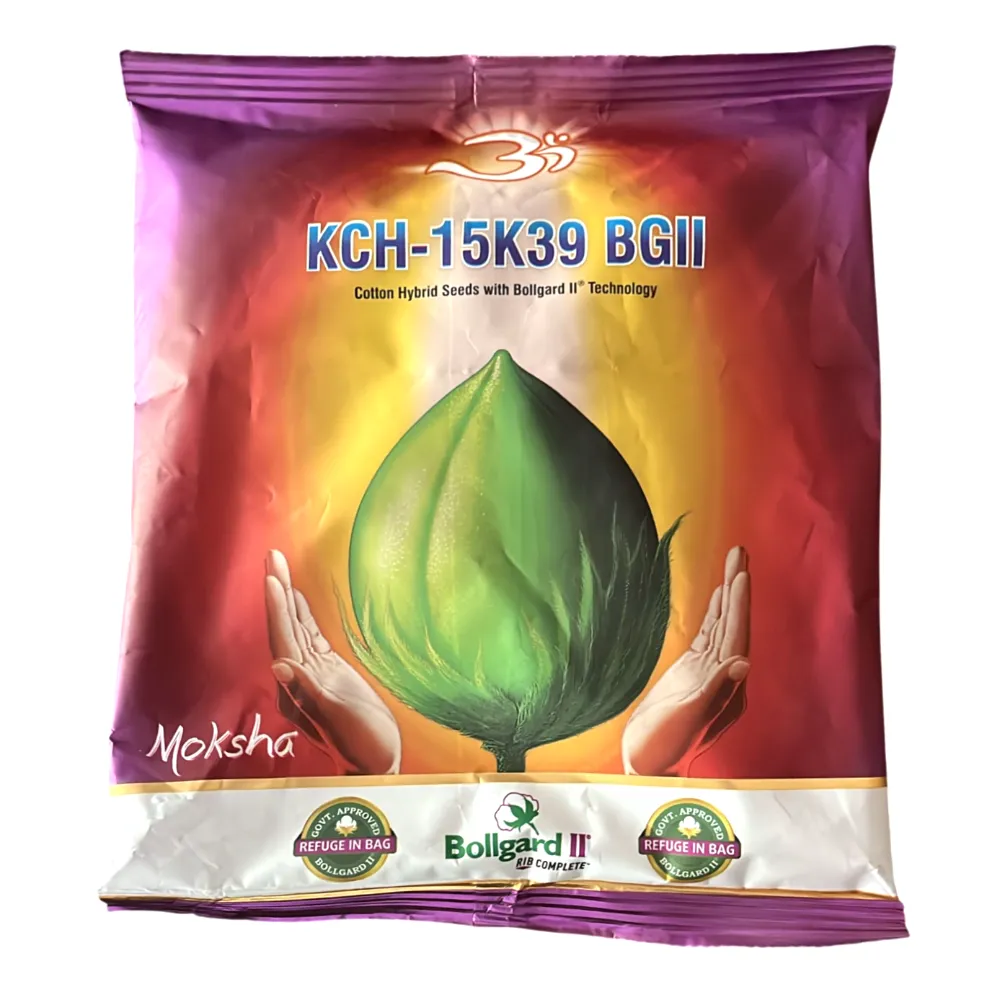 KCH-15K39 BGII
Cotton Hybrid Seeds with Bollgard II® Technology
Moksha
GOVT. APPROVED
REFUGE IN BAG
BOLLGARD II
Bollgard II®
RIB COMPLETE™
GOVT. APPROVED
REFUGE IN BAG
BOLLGARD II